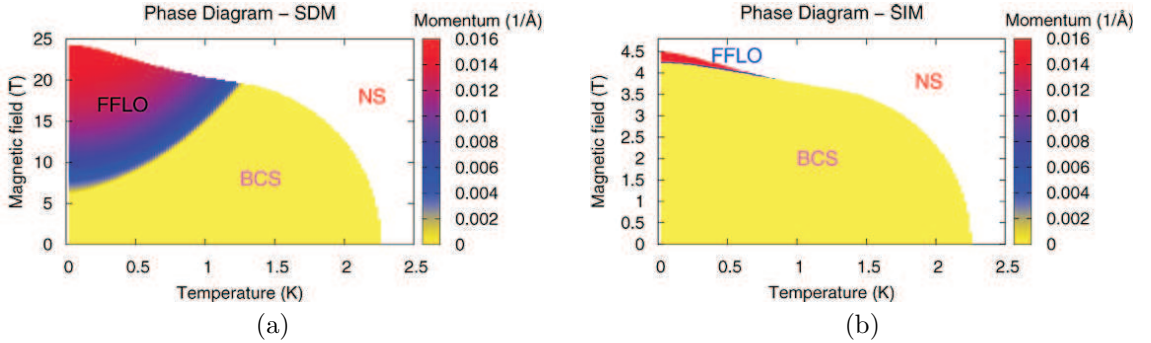 Phase Diagram – SDM
Momentum (1/Å)
25
20
15
10
5
0
Magnetic field (T)
FFLO
NS
BCS
0
0.5
1
1.5
2
2.5
Temperature (K)
0.016
0.014
0.012
0.01
0.008
0.006
0.004
0.002
0
(a)
Phase Diagram – SIM
Momentum (1/Å)
4.5
4
3.5
3
2.5
2
1.5
1
0.5
0
Magnetic field (T)
FFLO
NS
BCS
0
0.5
1
1.5
2
2.5
Temperature (K)
0.016
0.014
0.012
0.01
0.008
0.006
0.004
0.002
0
(b)